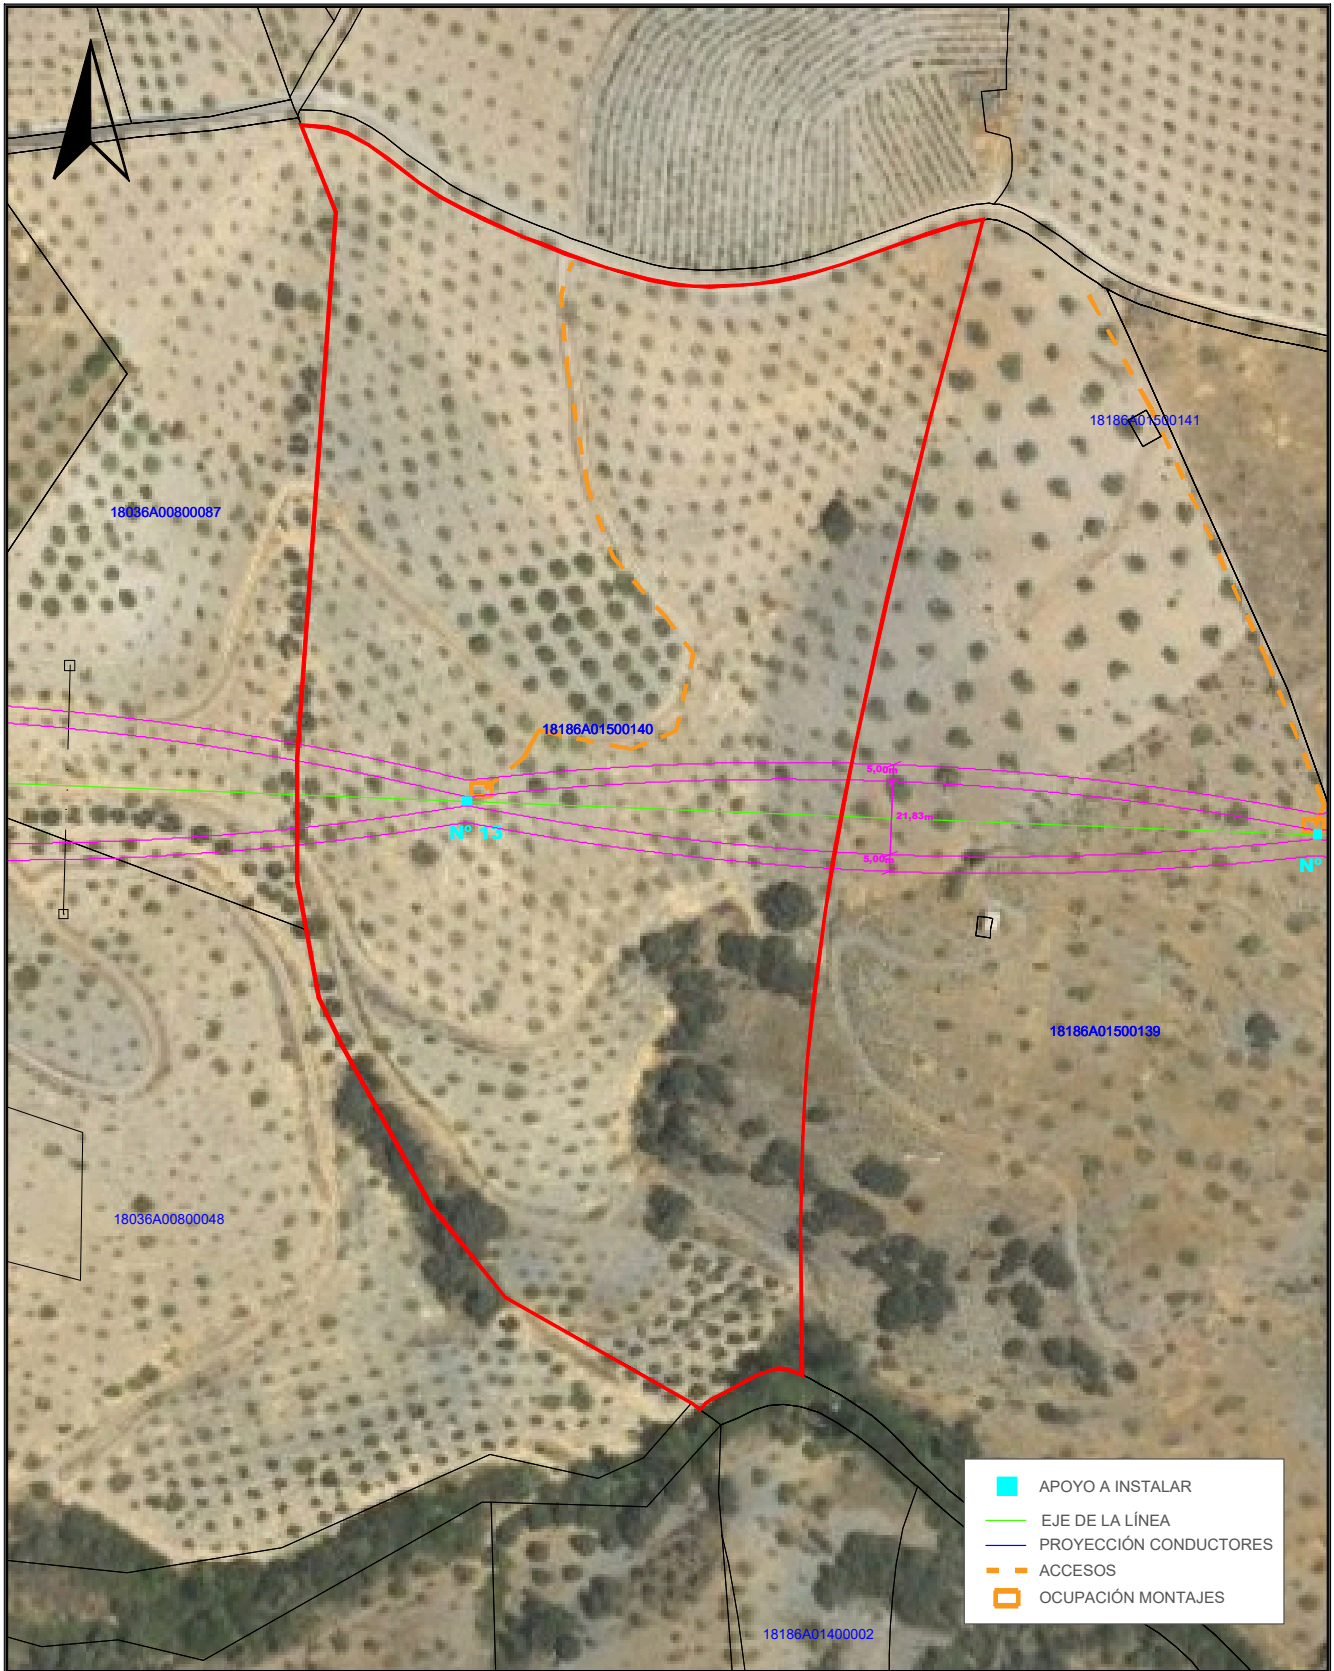 18186A01500141
18036A00800087
18186A01500140
5,00m
21,83m
Nº 13
5,00m
Nº
18186A01500139
18036A00800048
APOYO A INSTALAR
EJE DE LA LÍNEA
PROYECCIÓN CONDUCTORES
ACCESOS
OCUPACIÓN MONTAJES
18186A01400002